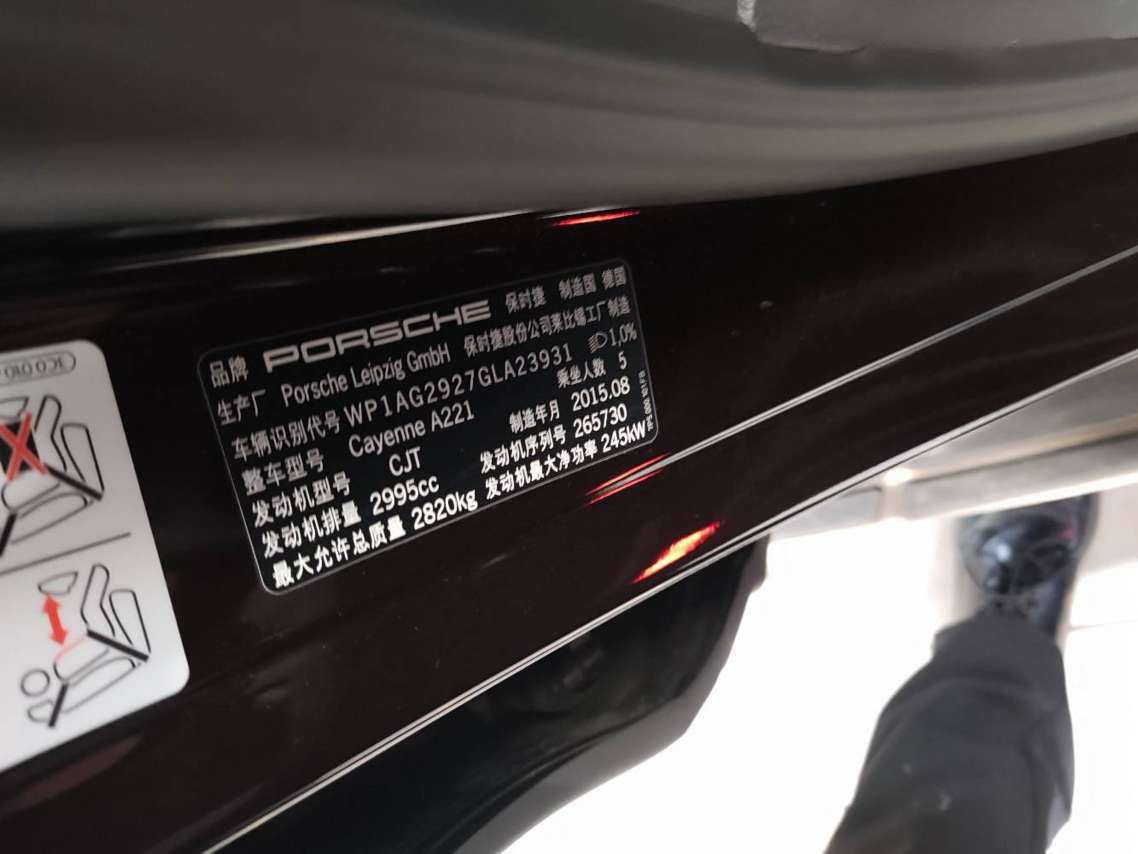 品牌 PORSCHE 保时捷 制造国 德国
生产厂 Porsche Leipzig GmbH 保时捷股份公司莱比锡工厂制造
车辆识别代号 WP1AG2927GLA23931 1,0%
整车型号 Cayenne A221 乘坐人数 5
发动机型号 CJT 制造年月 2015.08
发动机排量 2995cc 发动机序列号 265730
最大允许总质量 2820kg 发动机最大净功率 245kW